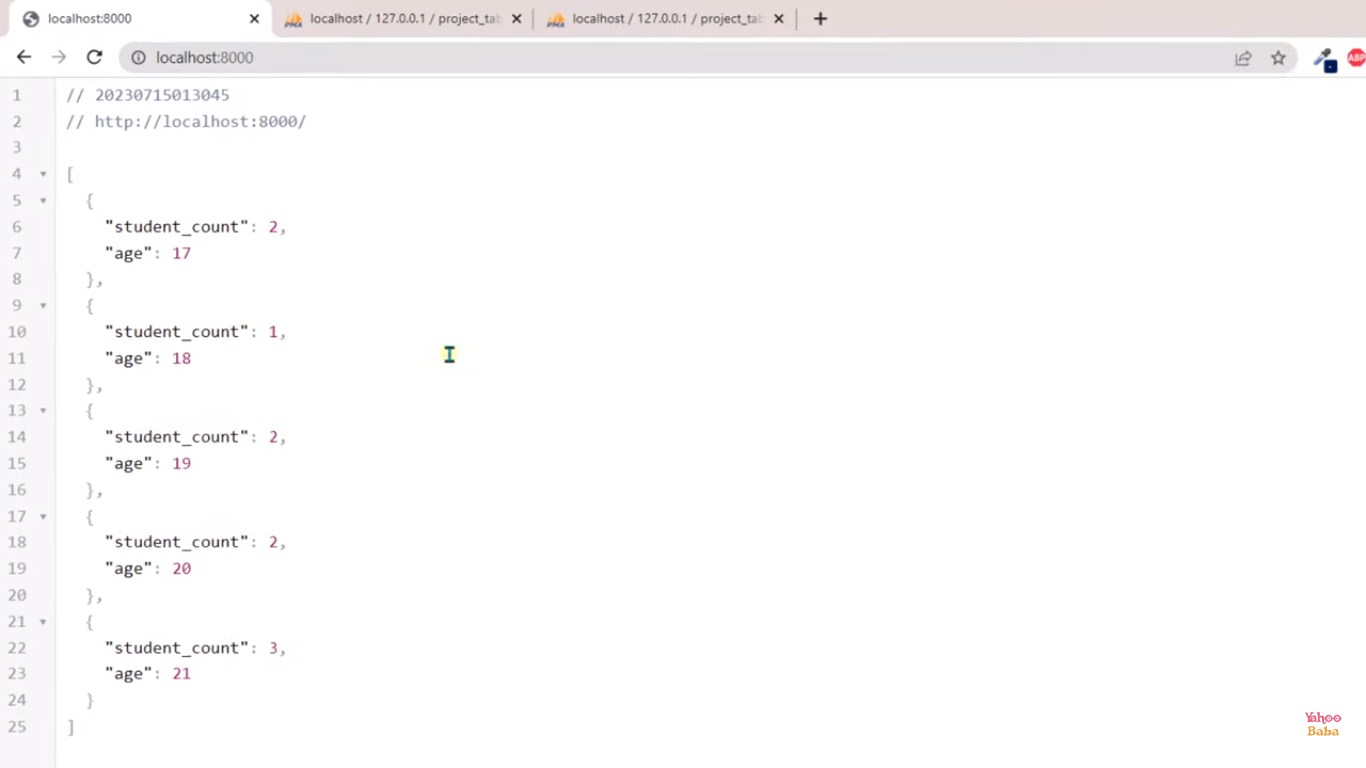 localhost:8000
localhost / 127.0.0.1 / project_tab
localhost / 127.0.0.1 / project_tab
localhost:8000
ABP
1 // 20230715013045
2 // http://localhost:8000/
3
4 [
5 {
6 "student_count": 2,
7 "age": 17
8 },
9 {
10 "student_count": 1,
11 "age": 18
12 },
13 {
14 "student_count": 2,
15 "age": 19
16 },
17 {
18 "student_count": 2,
19 "age": 20
20 },
21 {
22 "student_count": 3,
23 "age": 21
24 }
25 ]
Yahoo
Baba